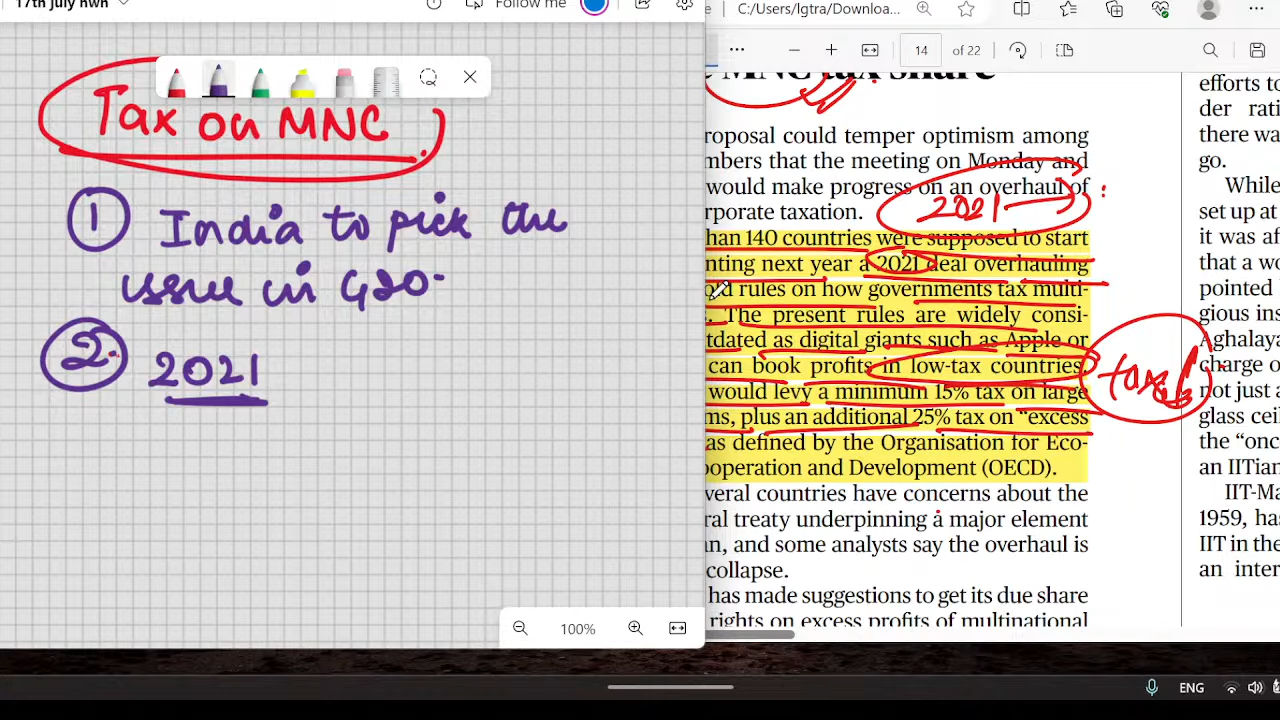 17th july hwh
Follow me
C:/Users/lgtra/Downloa...
14 of 22
Tax on MNC
1 India to pick the
issue in G20.
2. 2021
MNC tax share
roposal could temper optimism among
mbers that the meeting on Monday and
would make progress on an overhaul of
rporate taxation.
2021
han 140 countries were supposed to start
nting next year a 2021 deal overhauling
d rules on how governments tax multi-
. The present rules are widely consi-
tdated as digital giants such as Apple or
can book profits in low-tax countries.
would levy a minimum 15% tax on large
ms, plus an additional 25% tax on “excess
as defined by the Organisation for Eco-
ooperation and Development (OECD).
veral countries have concerns about the
ral treaty underpinning a major element
n, and some analysts say the overhaul is
collapse.
has made suggestions to get its due share
rights on excess profits of multinational
efforts to
der rati
there wa
go.
While
set up at
it was af
that a wo
pointed
gious ins
Aghalaya
charge o
not just a
glass ceil
the “onc
an IITian
IIT-Ma
1959, has
IIT in the
an inter
100%
ENG